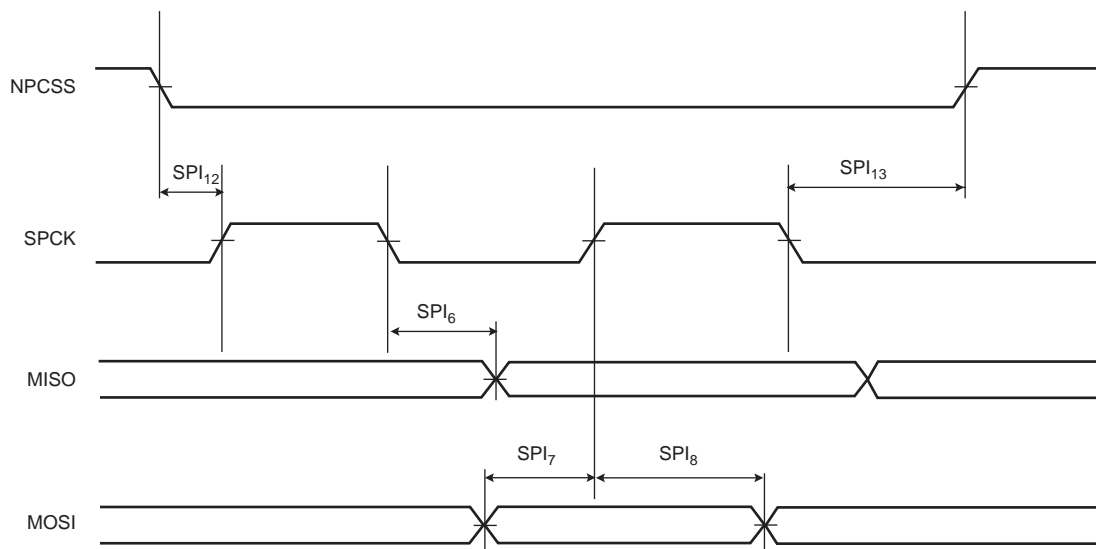 NPCSS
SPI₁₂
SPI₁₃
SPCK
SPI₆
MISO
SPI₇
SPI₈
MOSI